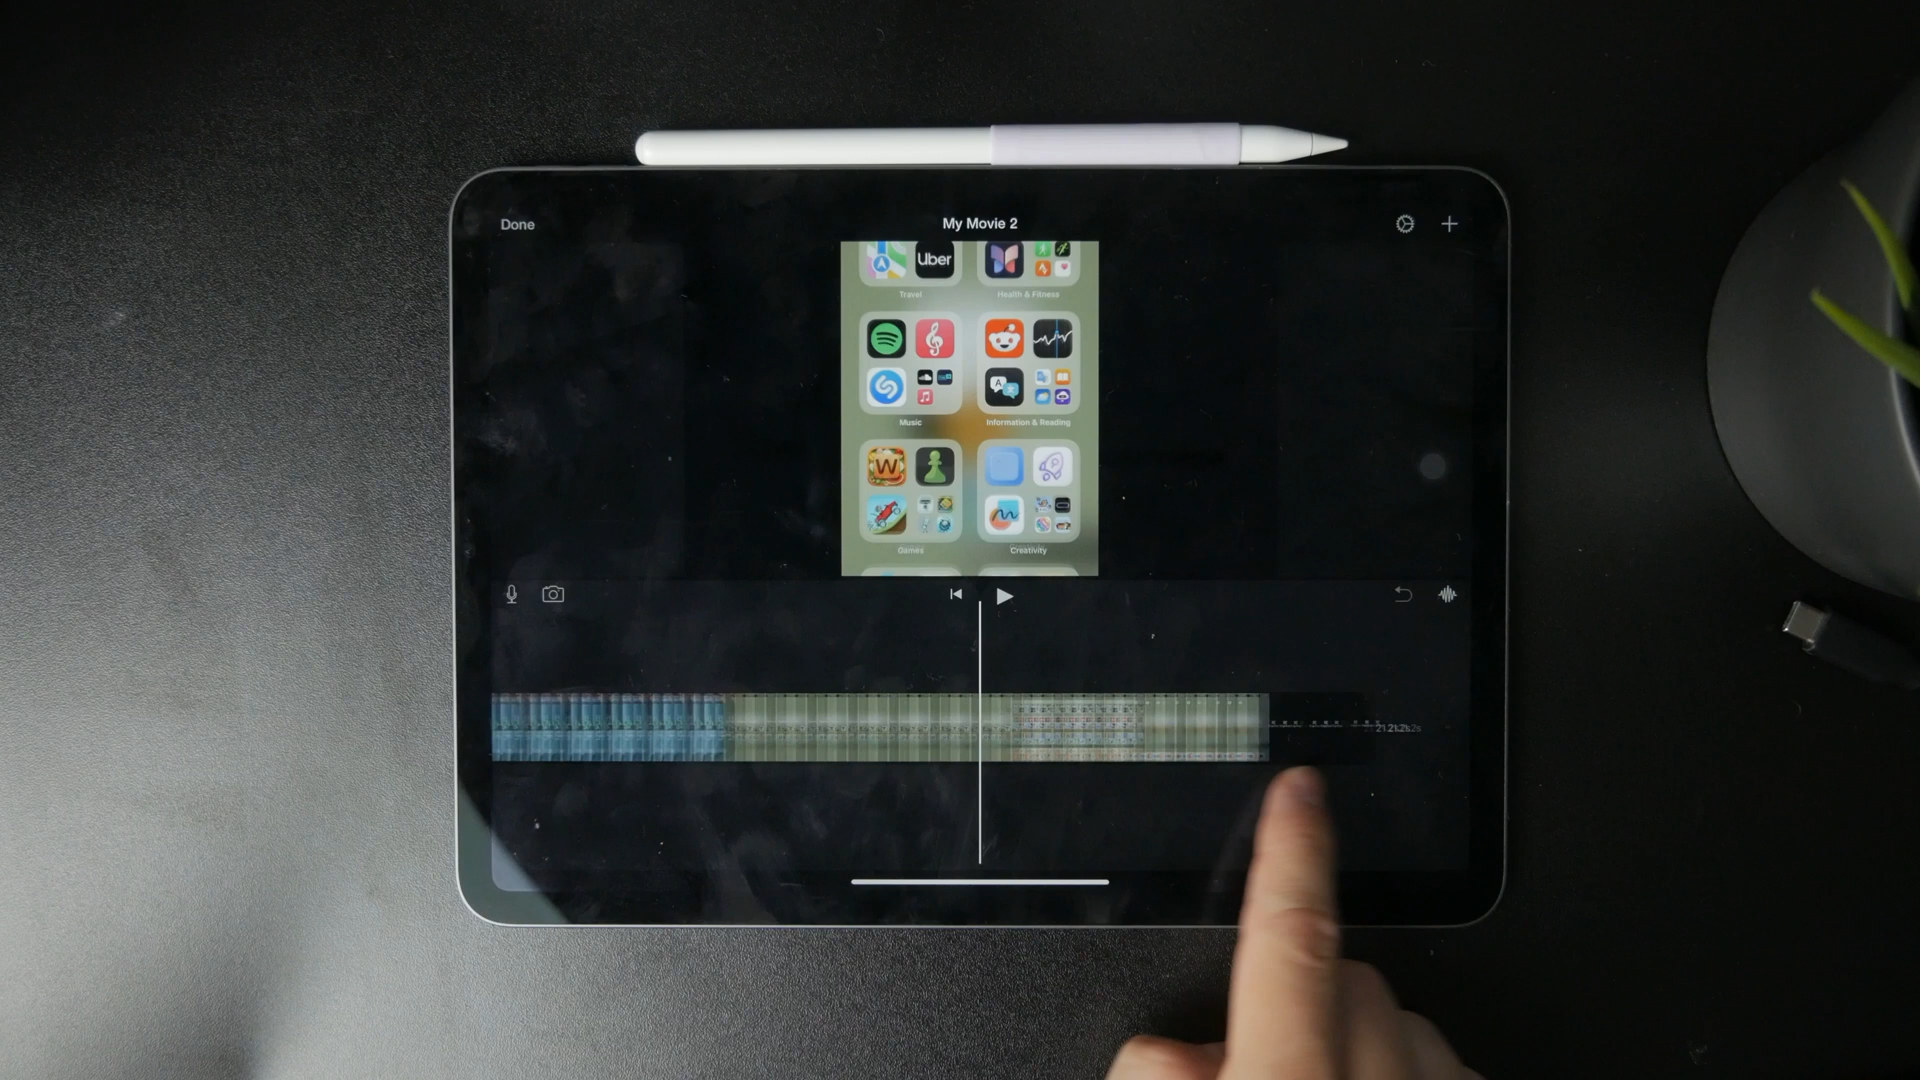 Done
My Movie 2
Uber
Travel
Health & Fitness
Music
Information & Reading
W
Games
Creativity